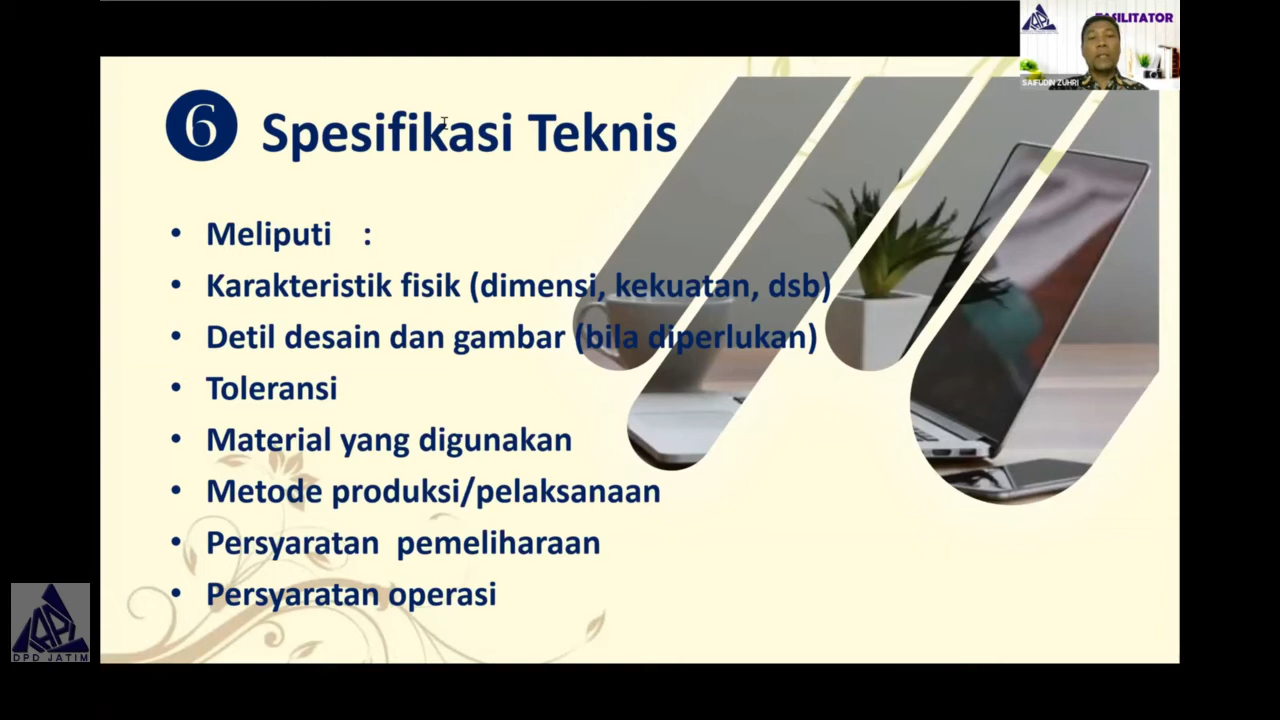 FASILITATOR
SAIFUDIN ZUHRI
6 Spesifikasi Teknis
• Meliputi :
• Karakteristik fisik (dimensi, kekuatan, dsb)
• Detil desain dan gambar (bila diperlukan)
• Toleransi
• Material yang digunakan
• Metode produksi/pelaksanaan
• Persyaratan pemeliharaan
• Persyaratan operasi
DPD JATIM